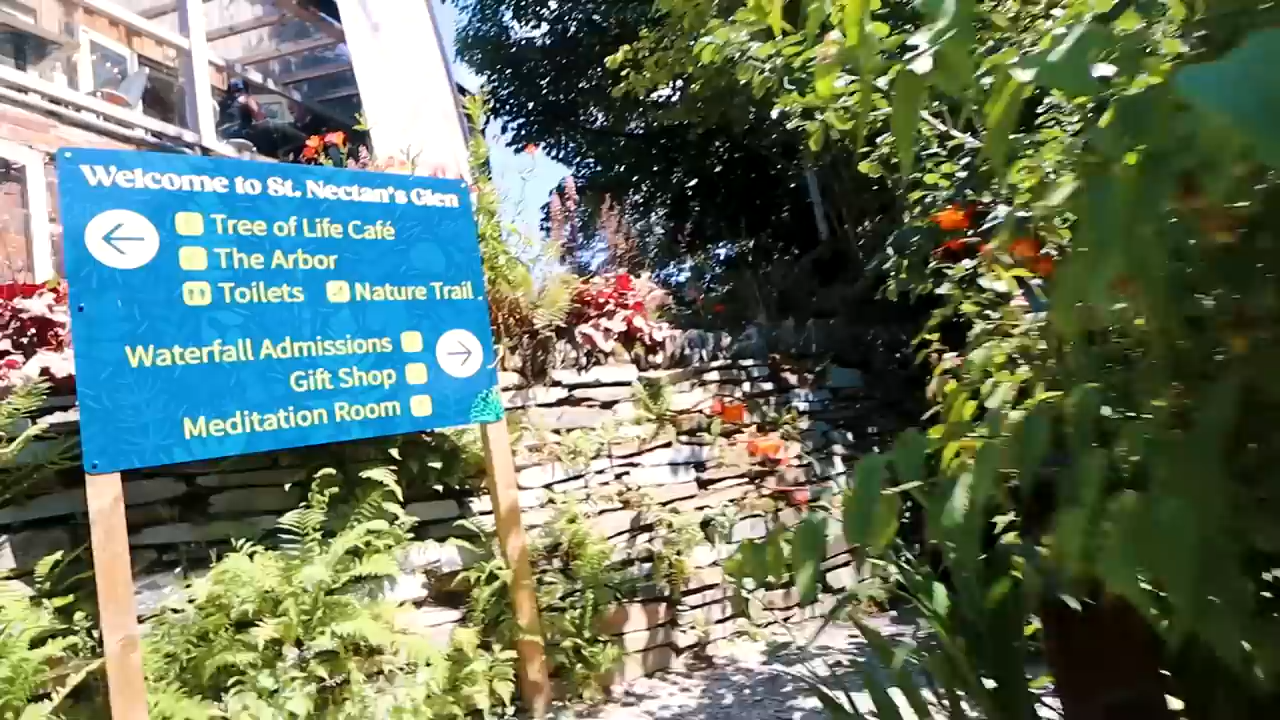 Welcome to St. Nectan's Glen
Tree of Life Café
The Arbor
Toilets Nature Trail
Waterfall Admissions
Gift Shop
Meditation Room